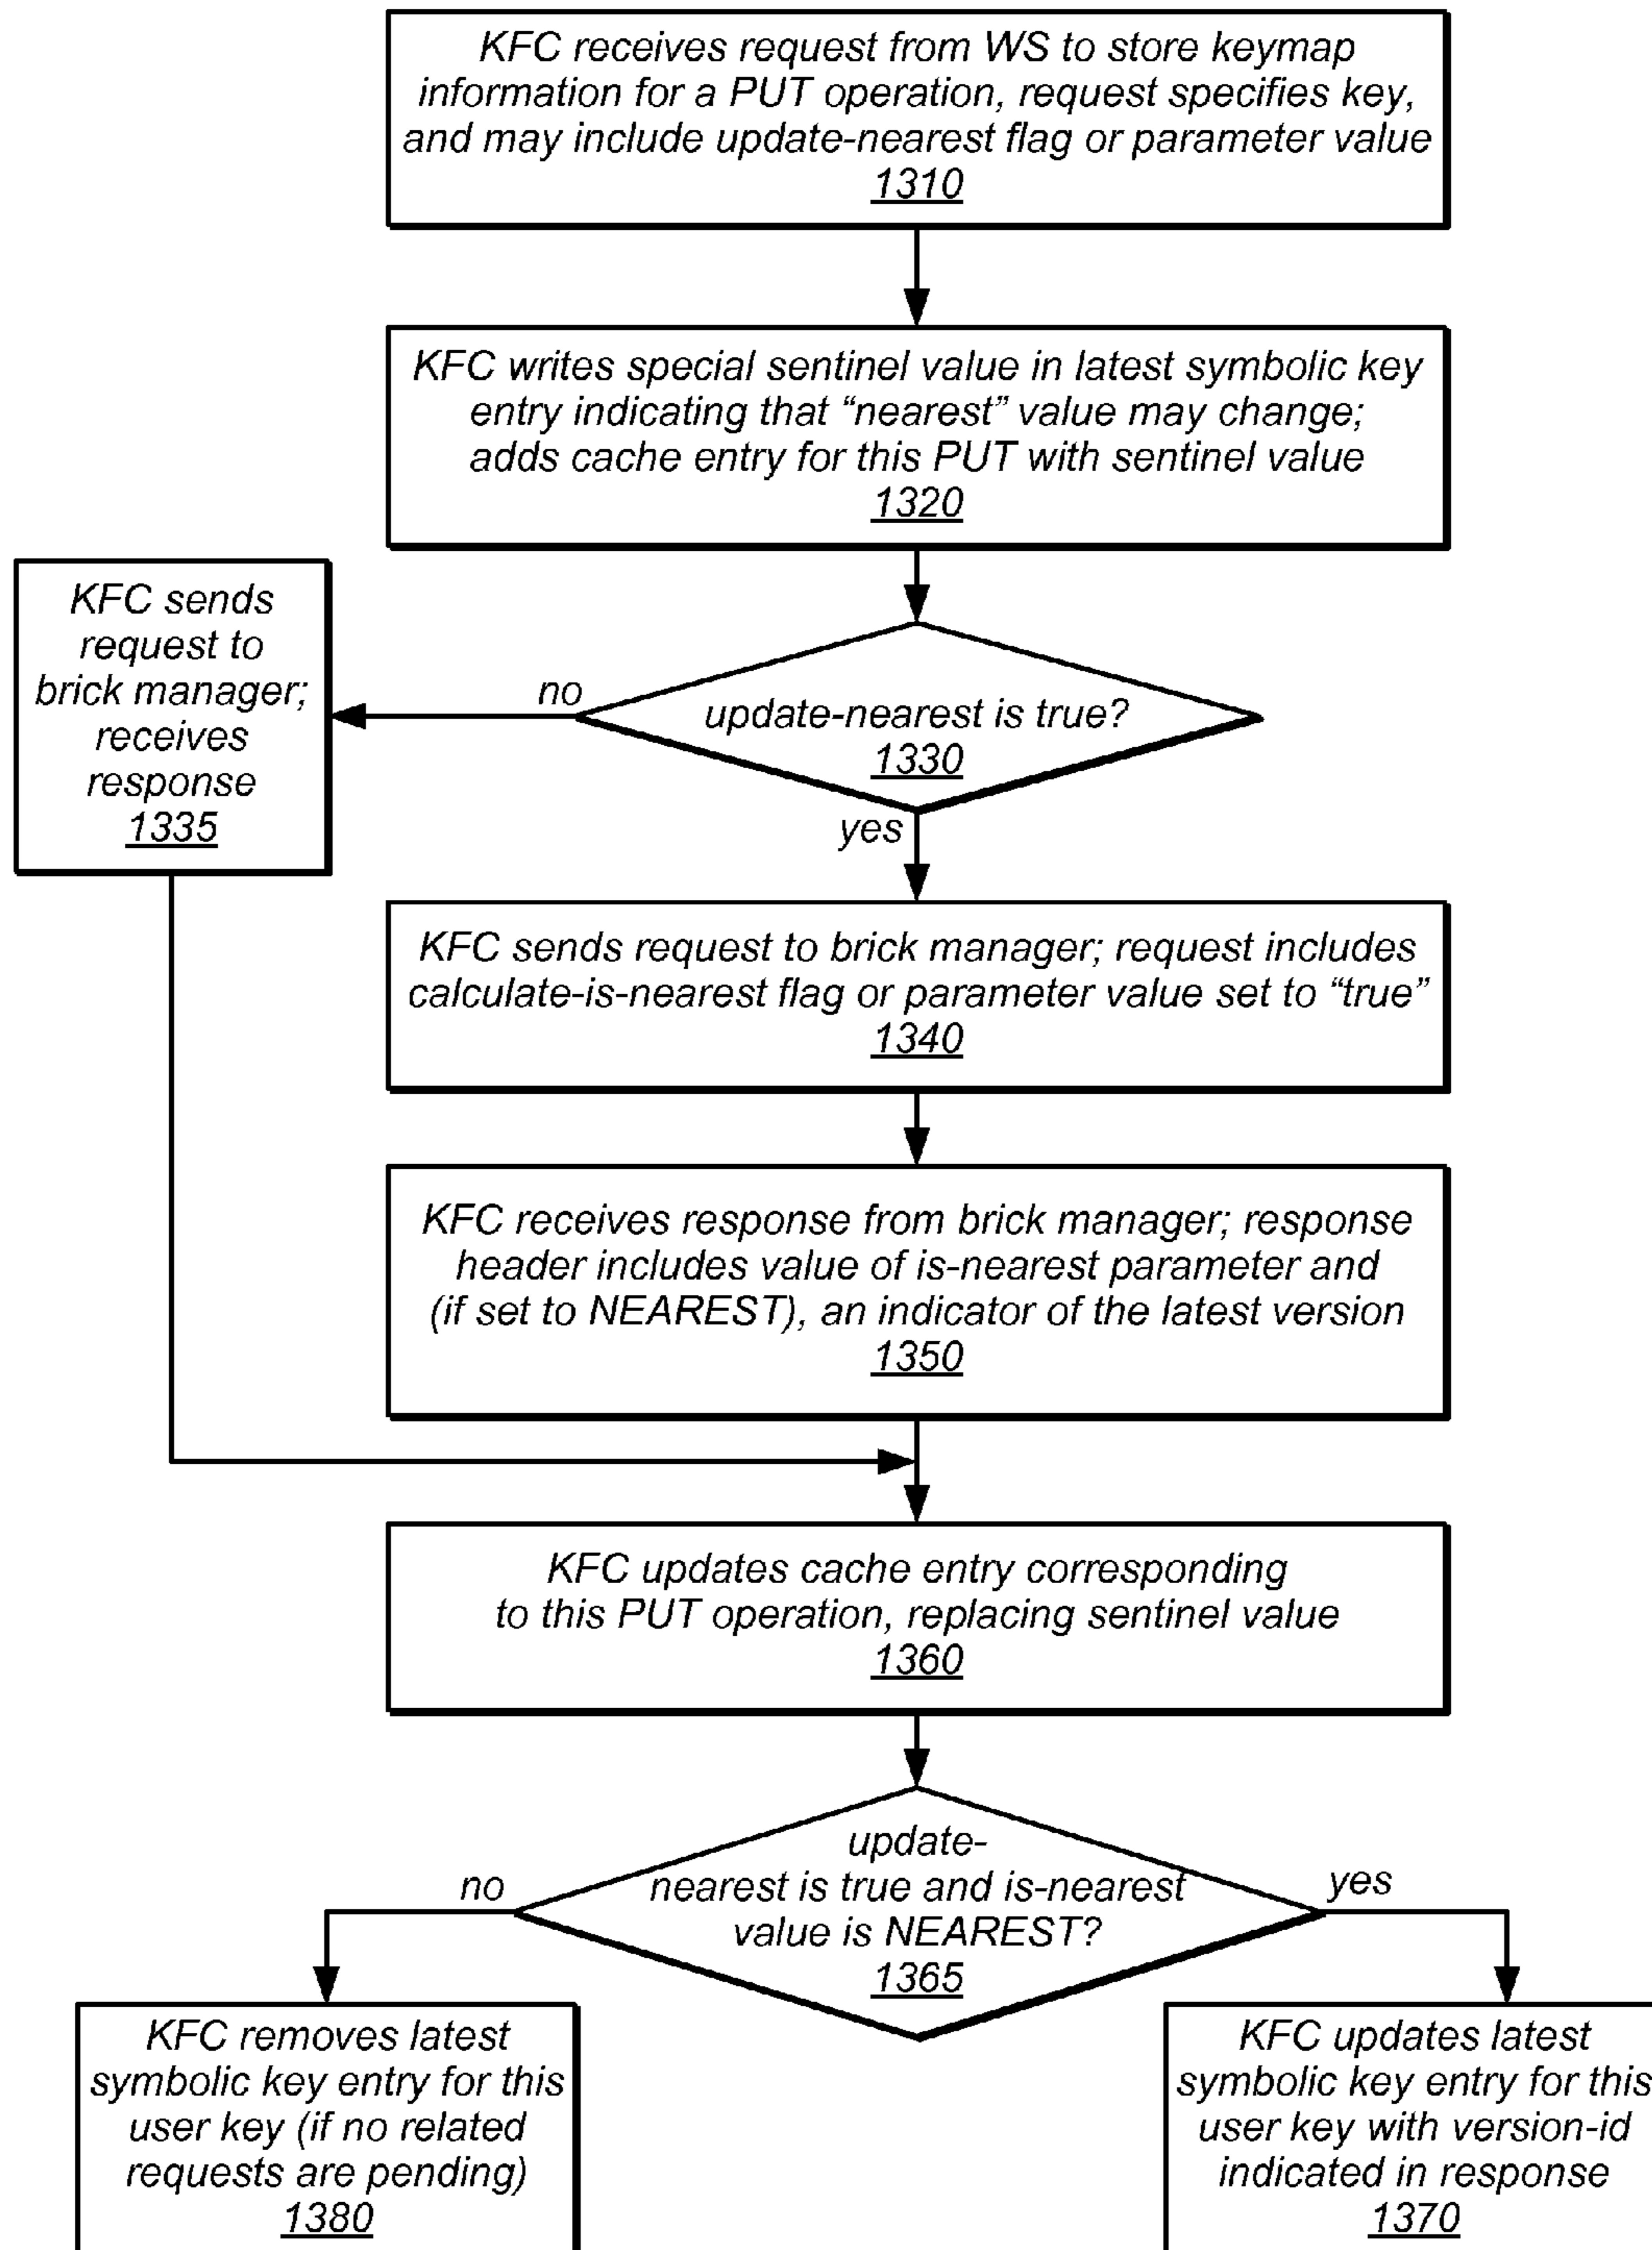 KFC receives request from WS to store keymap
information for a PUT operation, request specifies key,
and may include update-nearest flag or parameter value
1310
KFC writes special sentinel value in latest symbolic key
entry indicating that “nearest” value may change;
adds cache entry for this PUT with sentinel value
1320
update-nearest is true?
1330
no
yes
KFC sends
request to
brick manager;
receives
response
1335
KFC sends request to brick manager; request includes
calculate-is-nearest flag or parameter value set to “true”
1340
KFC receives response from brick manager; response
header includes value of is-nearest parameter and
(if set to NEAREST), an indicator of the latest version
1350
KFC updates cache entry corresponding
to this PUT operation, replacing sentinel value
1360
update-
nearest is true and is-nearest
value is NEAREST?
1365
no
yes
KFC removes latest
symbolic key entry for this
user key (if no related
requests are pending)
1380
KFC updates latest
symbolic key entry for this
user key with version-id
indicated in response
1370